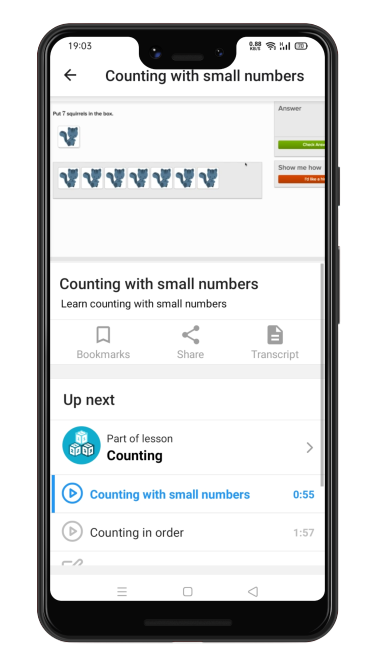 19:03
0.88
KB/S
70
Counting with small numbers
Put 7 squirrels in the box.
Answer
Check Answ
Show me how
I'd like a h
Counting with small numbers
Learn counting with small numbers
Bookmarks
Share
Transcript
Up next
Part of lesson
Counting
Counting with small numbers
0:55
Counting in order
1:57